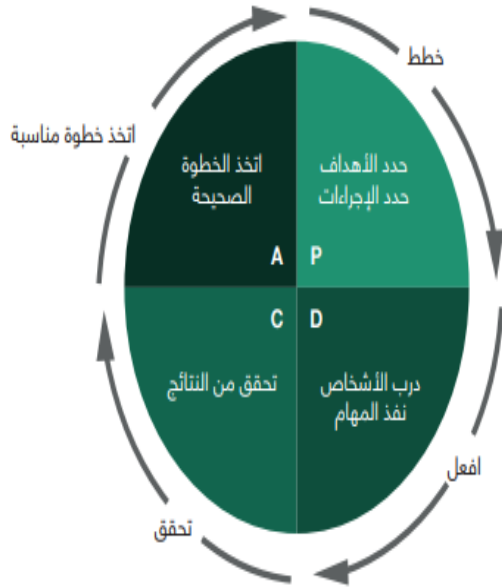 خطط
حدد الأهداف
حدد الإجراءات
P
افعل
D
درب الأشخاص
نفذ المهام
تحقق
C
تحقق من النتائج
اتخذ خطوة مناسبة
اتخذ الخطوة
الصحيحة
A